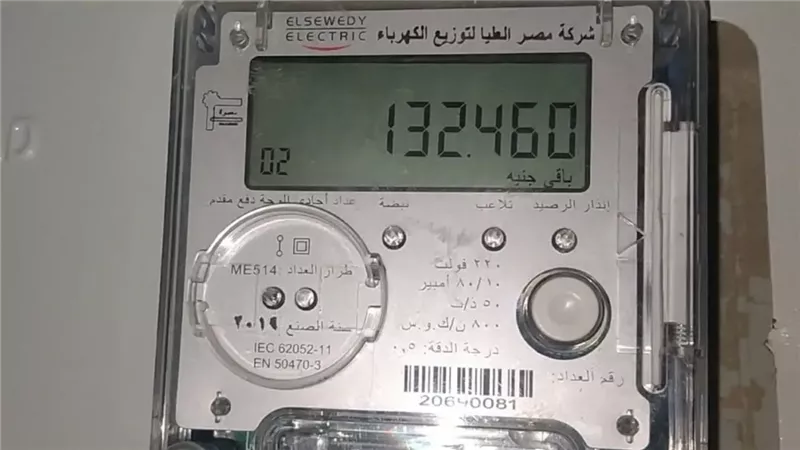 ELSEWEDY
ELECTRIC
شركة مصر العليا لتوزيع الكهرباء
132.460
02
باقي جنيه
عداد أحادي الوجة دفع مقدم
نبضة
تلاعب
إنذار الرصيد
طراز العداد: ME514
سنة الصنع ٢٠١٩
IEC 62052-11
EN 50470-3
٢٢٠ فولت
٨٠/١٠ أمبير
٥٠ ذ/ث
٨٠٠ ن/ك.و.س
درجة الدقة: ٠,٥
رقم العداد:
20640081